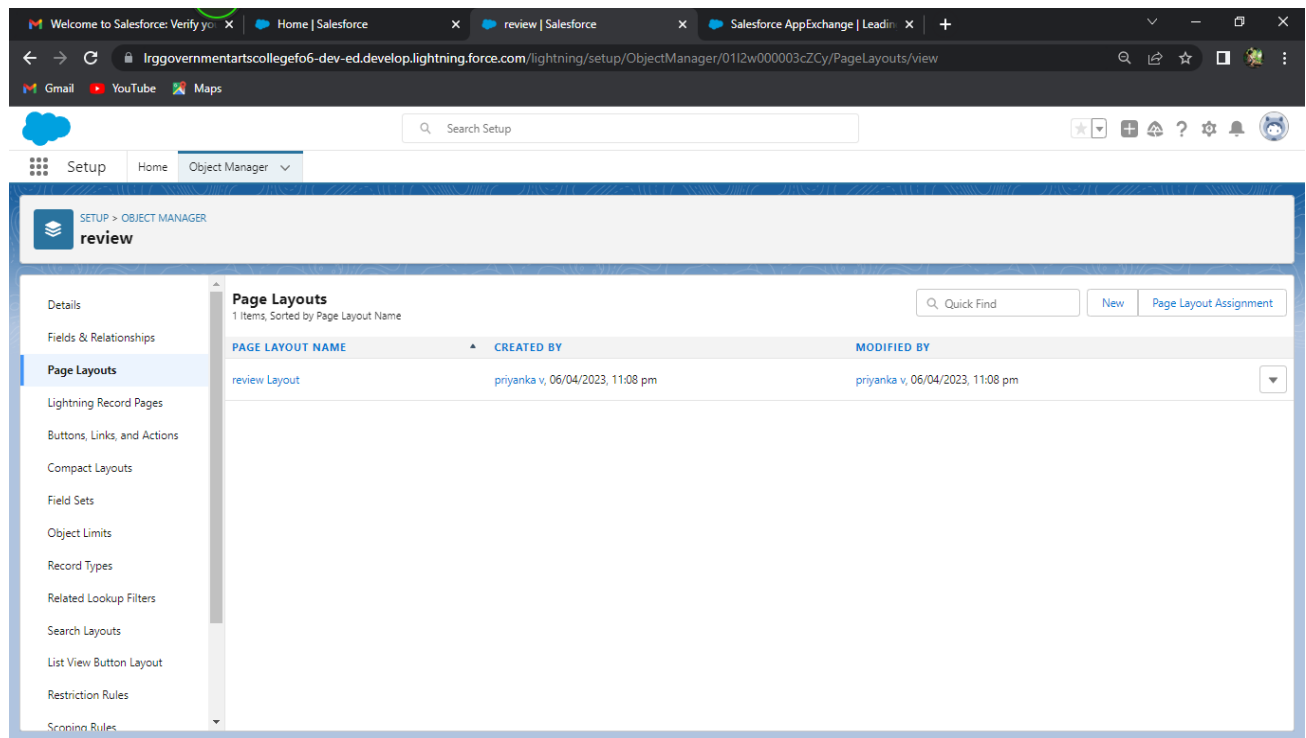 Welcome to Salesforce: Verify yo
Home | Salesforce
review | Salesforce
Salesforce AppExchange | Leadin
lrggovernmentartscollegefo6-dev-ed.develop.lightning.force.com/lightning/setup/ObjectManager/01I2w000003cZCy/PageLayouts/view
Gmail YouTube Maps
Search Setup
Setup Home Object Manager
SETUP > OBJECT MANAGER
review
Details
Fields & Relationships
Page Layouts
Lightning Record Pages
Buttons, Links, and Actions
Compact Layouts
Field Sets
Object Limits
Record Types
Related Lookup Filters
Search Layouts
List View Button Layout
Restriction Rules
Scoping Rules
Page Layouts
1 Items, Sorted by Page Layout Name
Quick Find
New
Page Layout Assignment
PAGE LAYOUT NAME CREATED BY MODIFIED BY
review Layout priyanka v, 06/04/2023, 11:08 pm priyanka v, 06/04/2023, 11:08 pm